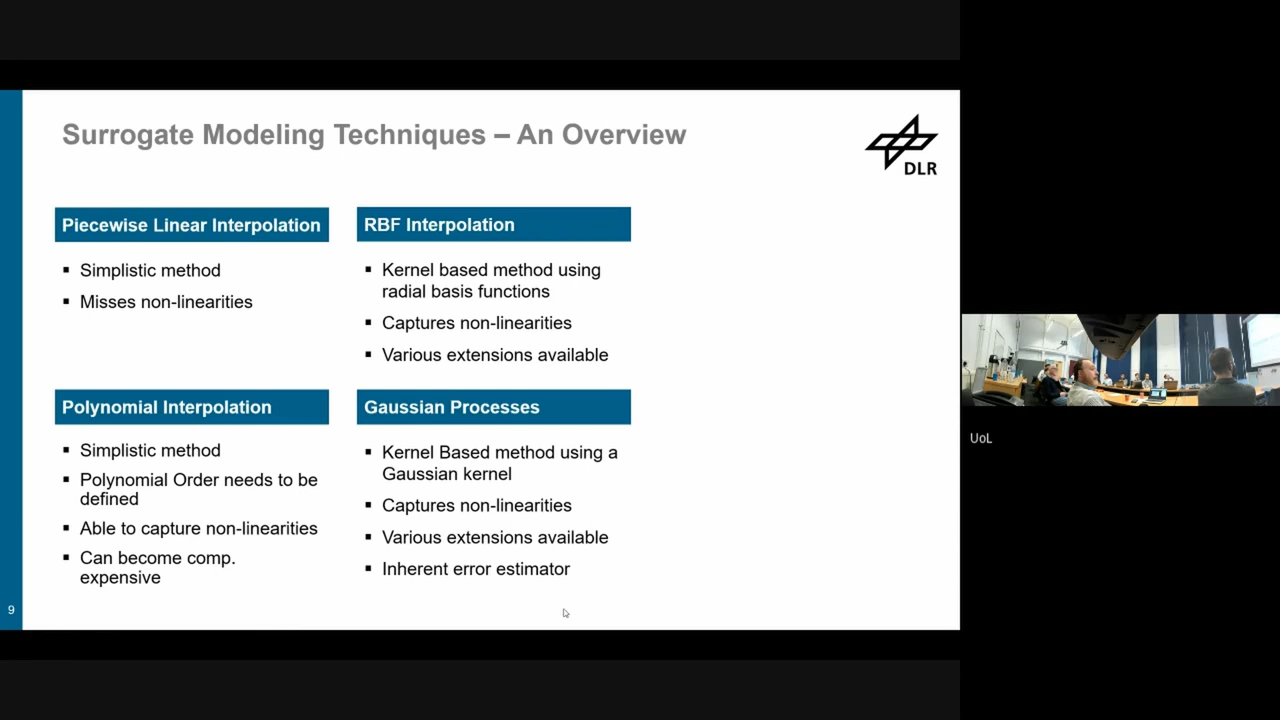 Surrogate Modeling Techniques – An Overview
DLR
Piecewise Linear Interpolation
▪ Simplistic method
▪ Misses non-linearities
RBF Interpolation
▪ Kernel based method using
radial basis functions
▪ Captures non-linearities
▪ Various extensions available
Polynomial Interpolation
▪ Simplistic method
▪ Polynomial Order needs to be
defined
▪ Able to capture non-linearities
▪ Can become comp.
expensive
Gaussian Processes
▪ Kernel Based method using a
Gaussian kernel
▪ Captures non-linearities
▪ Various extensions available
▪ Inherent error estimator
9
UoL